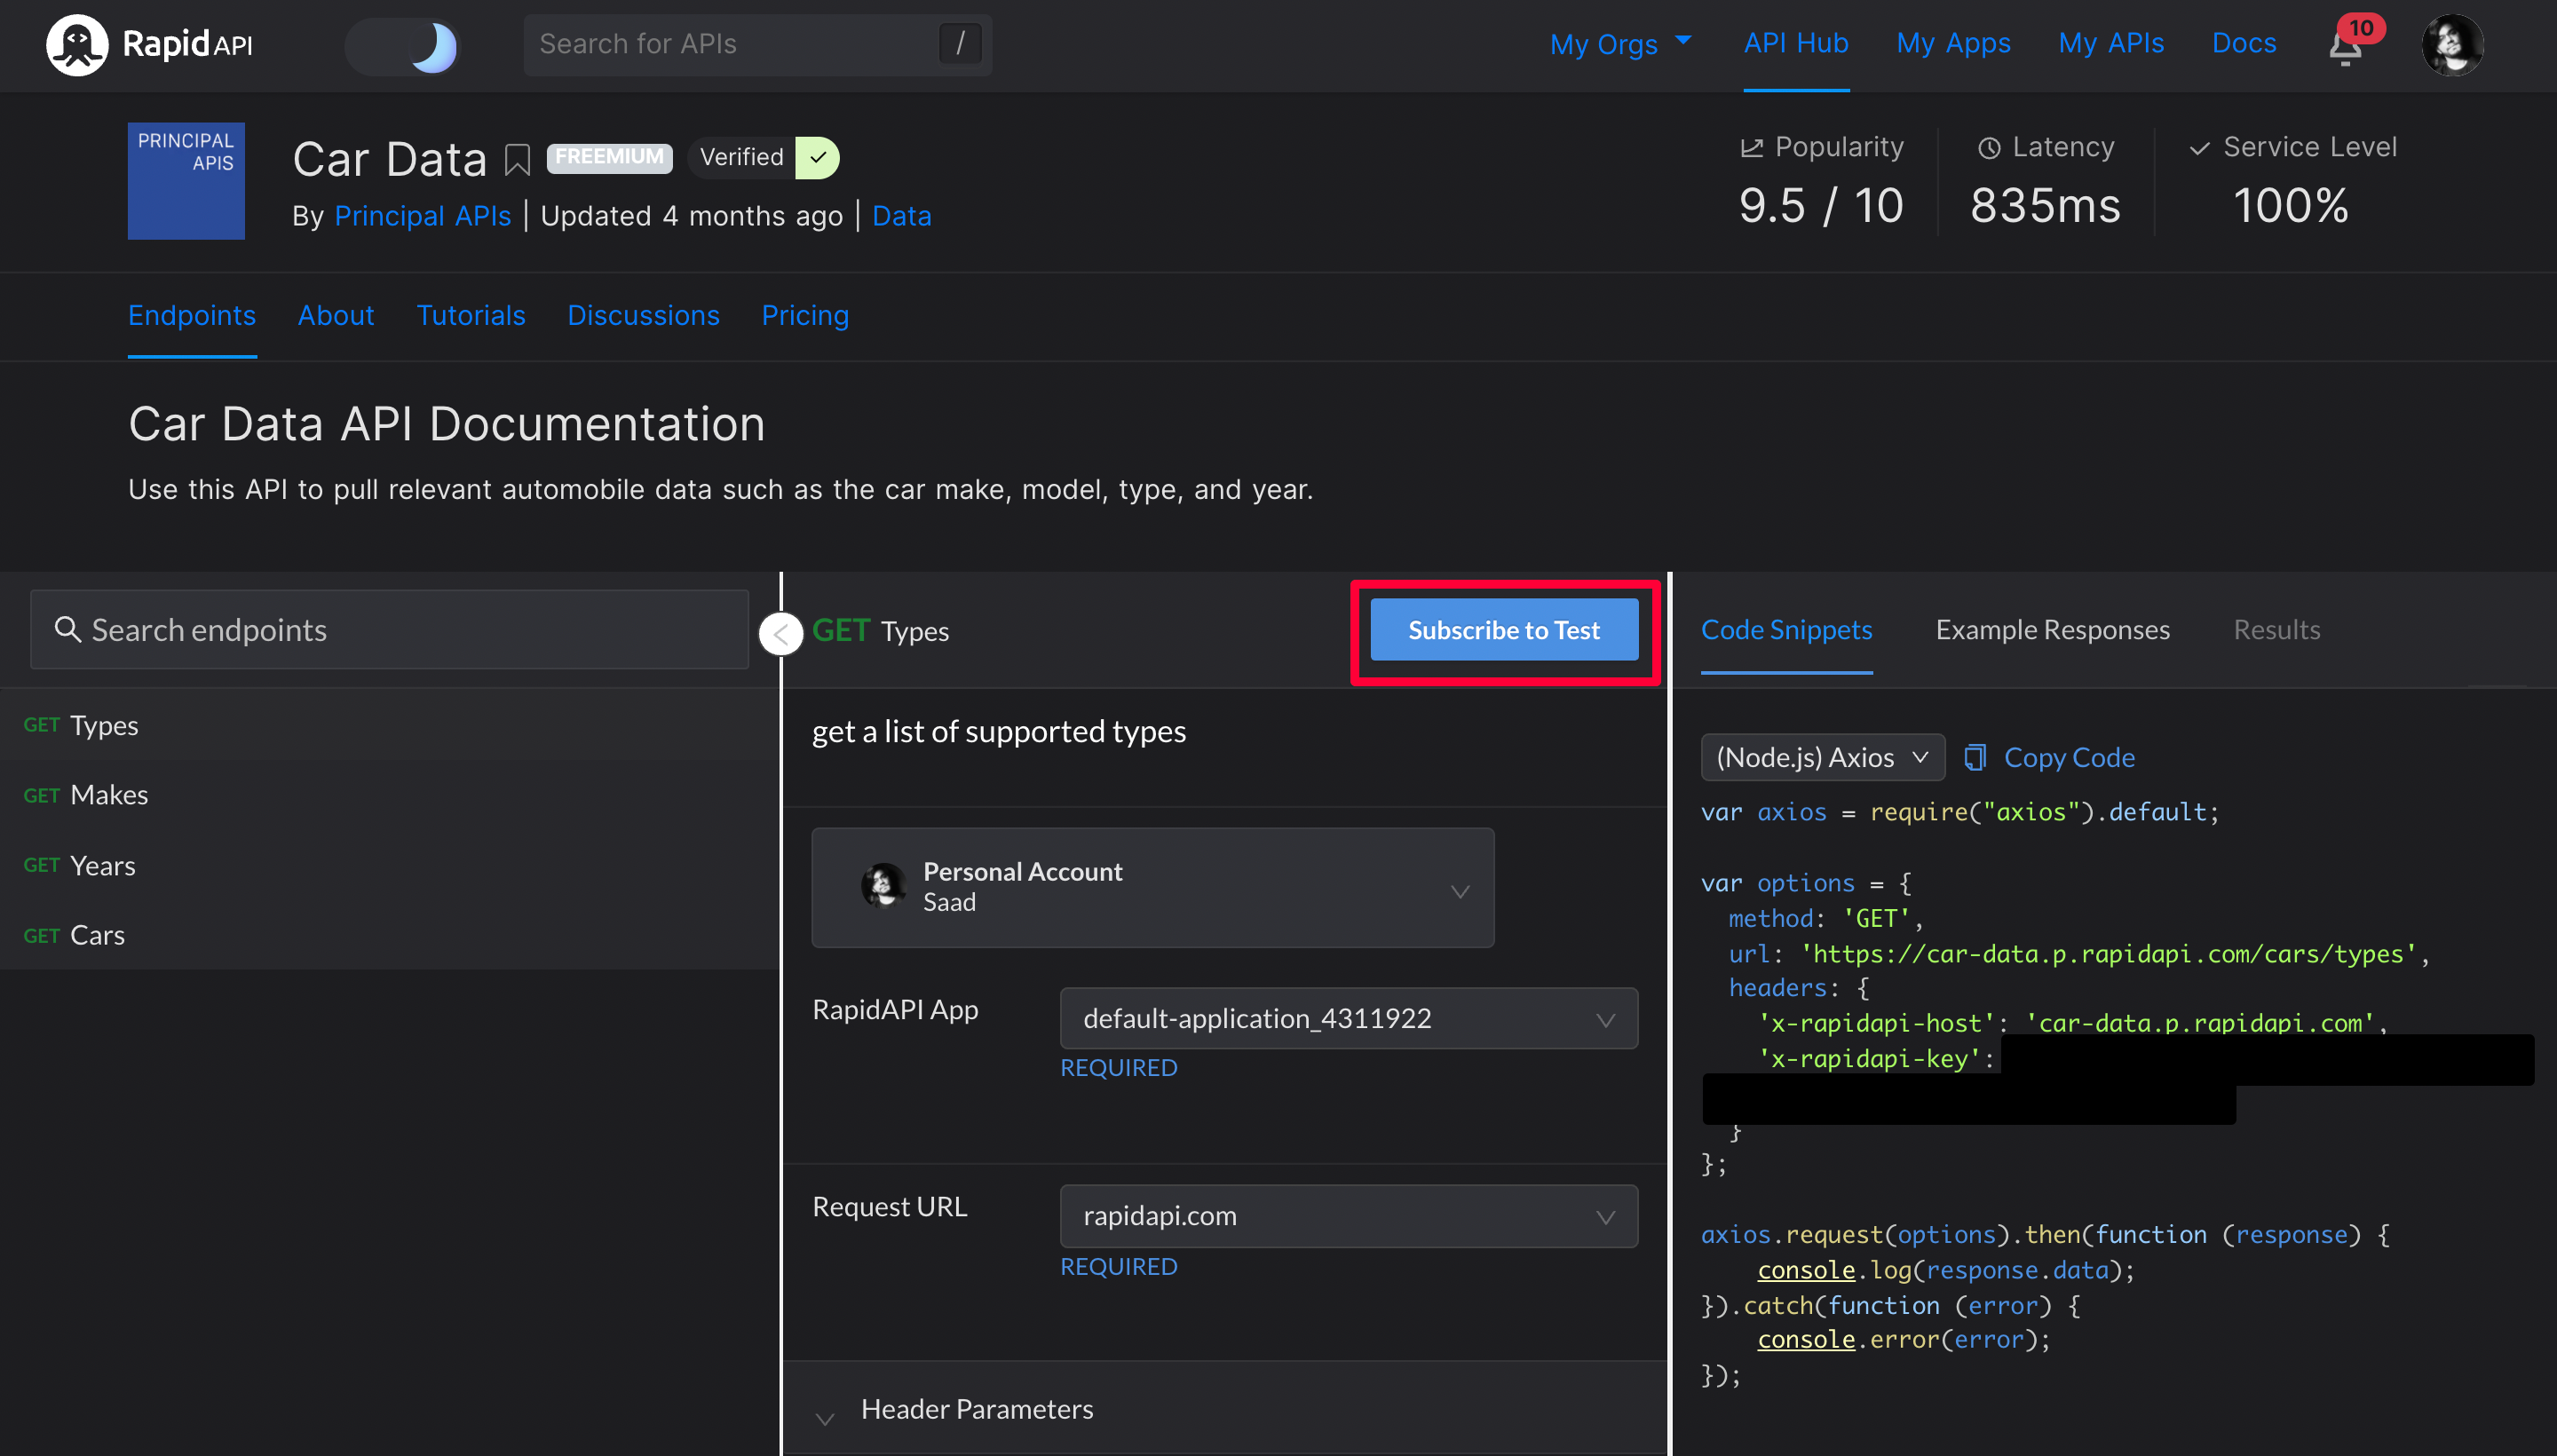 RapidAPI
Search for APIs /
My Orgs API Hub My Apps My APIs Docs 10
PRINCIPAL
APIS
Car Data FREEMIUM Verified
By Principal APIs | Updated 4 months ago | Data
Popularity
9.5 / 10
Latency
835ms
Service Level
100%
Endpoints About Tutorials Discussions Pricing
Car Data API Documentation
Use this API to pull relevant automobile data such as the car make, model, type, and year.
Search endpoints
GET Types
GET Makes
GET Years
GET Cars
GET Types
Subscribe to Test
get a list of supported types
Personal Account
Saad
RapidAPI App
default-application_4311922
REQUIRED
Request URL
rapidapi.com
REQUIRED
Header Parameters
Code Snippets Example Responses Results
(Node.js) Axios Copy Code
var axios = require("axios").default;
var options = {
method: 'GET',
url: 'https://car-data.p.rapidapi.com/cars/types',
headers: {
'x-rapidapi-host': 'car-data.p.rapidapi.com',
'x-rapidapi-key':
}
};
axios.request(options).then(function (response) {
console.log(response.data);
}).catch(function (error) {
console.error(error);
});